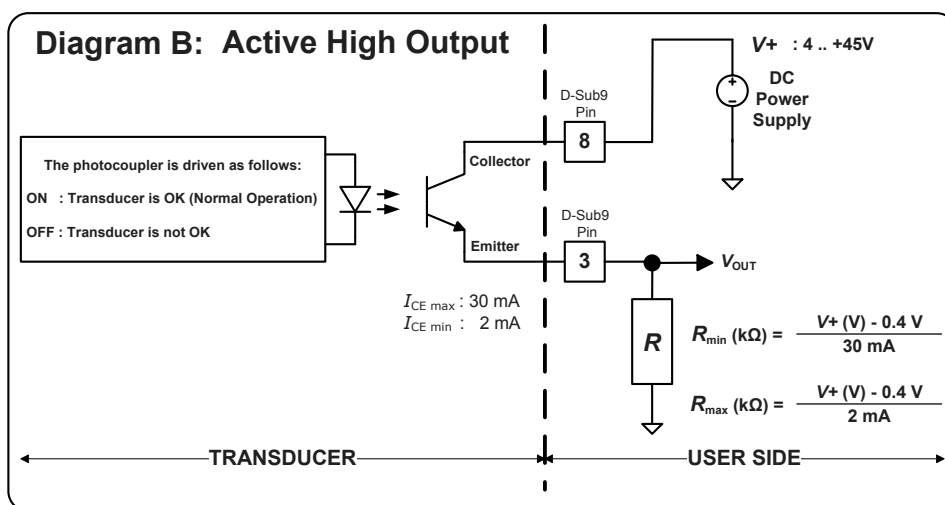 Diagram B: Active High Output
V+ : 4 .. +45V
DC
Power
Supply
+
−
D-Sub9
Pin
8
The photocoupler is driven as follows:
ON : Transducer is OK (Normal Operation)
OFF : Transducer is not OK
Collector
Emitter
D-Sub9
Pin
3
VOUT
ICE max : 30 mA
ICE min : 2 mA
R
Rmin (kΩ) = V+ (V) - 0.4 V
30 mA
Rmax (kΩ) = V+ (V) - 0.4 V
2 mA
TRANSDUCER
USER SIDE